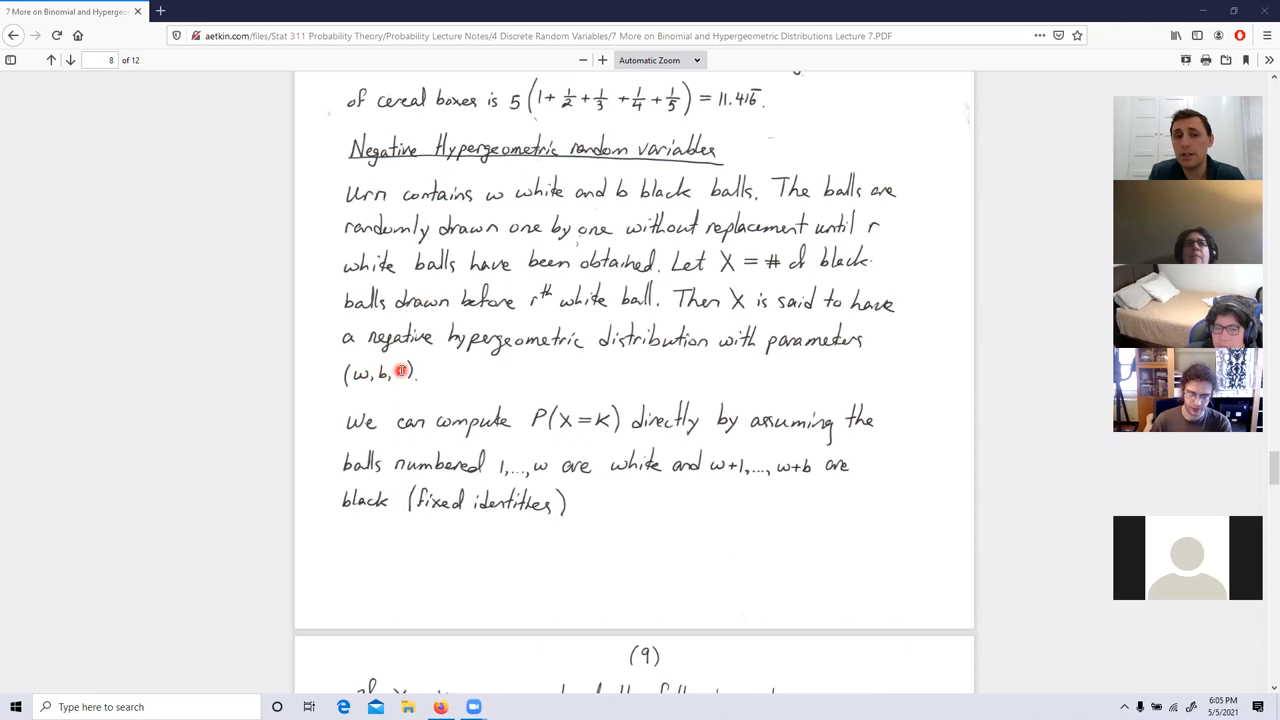 7 More on Binomial and Hypergeo
aetkin.com/files/Stat 311 Probability Theory/Probability Lecture Notes/4 Discrete Random Variables/7 More on Binomial and Hypergeometric Distributions Lecture 7.PDF
8 of 12
Automatic Zoom
of cereal boxes is 5 (1 + 1/2 + 1/3 + 1/4 + 1/5) = 11.416̅.
Negative Hypergeometric random variables
Urn contains w white and b black balls. The balls are
randomly drawn one by one without replacement until r
white balls have been obtained. Let X = # of black
balls drawn before rth white ball. Then X is said to have
a negative hypergeometric distribution with parameters
(w, b, ).
We can compute P(X=K) directly by assuming the
balls numbered 1,..., w are white and w+1,..., w+b are
black (fixed identities)
(9)
Type here to search
6:05 PM
5/5/2021